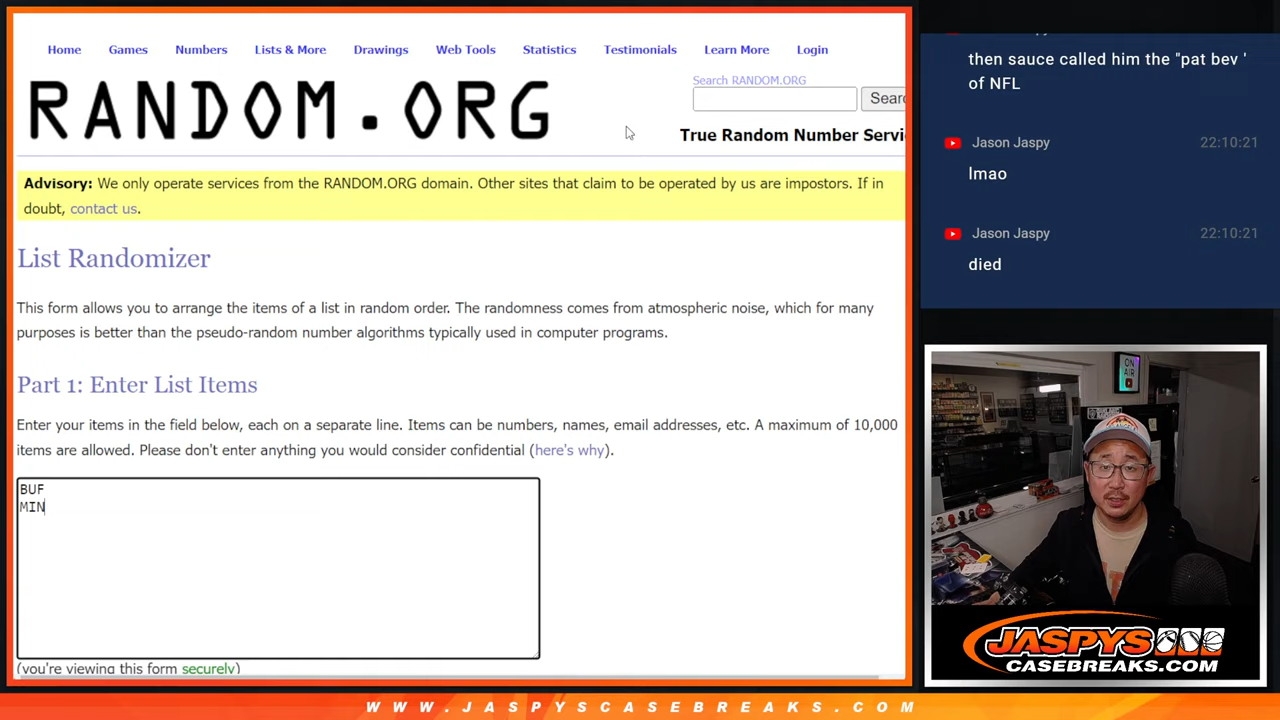 Home Games Numbers Lists & More Drawings Web Tools Statistics Testimonials Learn More Login
RANDOM.ORG
Search RANDOM.ORG
Sear
True Random Number Servi
Advisory: We only operate services from the RANDOM.ORG domain. Other sites that claim to be operated by us are impostors. If in
doubt, contact us.
List Randomizer
This form allows you to arrange the items of a list in random order. The randomness comes from atmospheric noise, which for many
purposes is better than the pseudo-random number algorithms typically used in computer programs.
Part 1: Enter List Items
Enter your items in the field below, each on a separate line. Items can be numbers, names, email addresses, etc. A maximum of 10,000
items are allowed. Please don't enter anything you would consider confidential (here's why).
BUF
MIN
(you're viewing this form securely)
then sauce called him the "pat bev '
of NFL
Jason Jaspy 22:10:21
lmao
Jason Jaspy 22:10:21
died
ON
AIR
JASPYS
CASEBREAKS.COM
WWW.JASPYSCASEBREAKS.COM